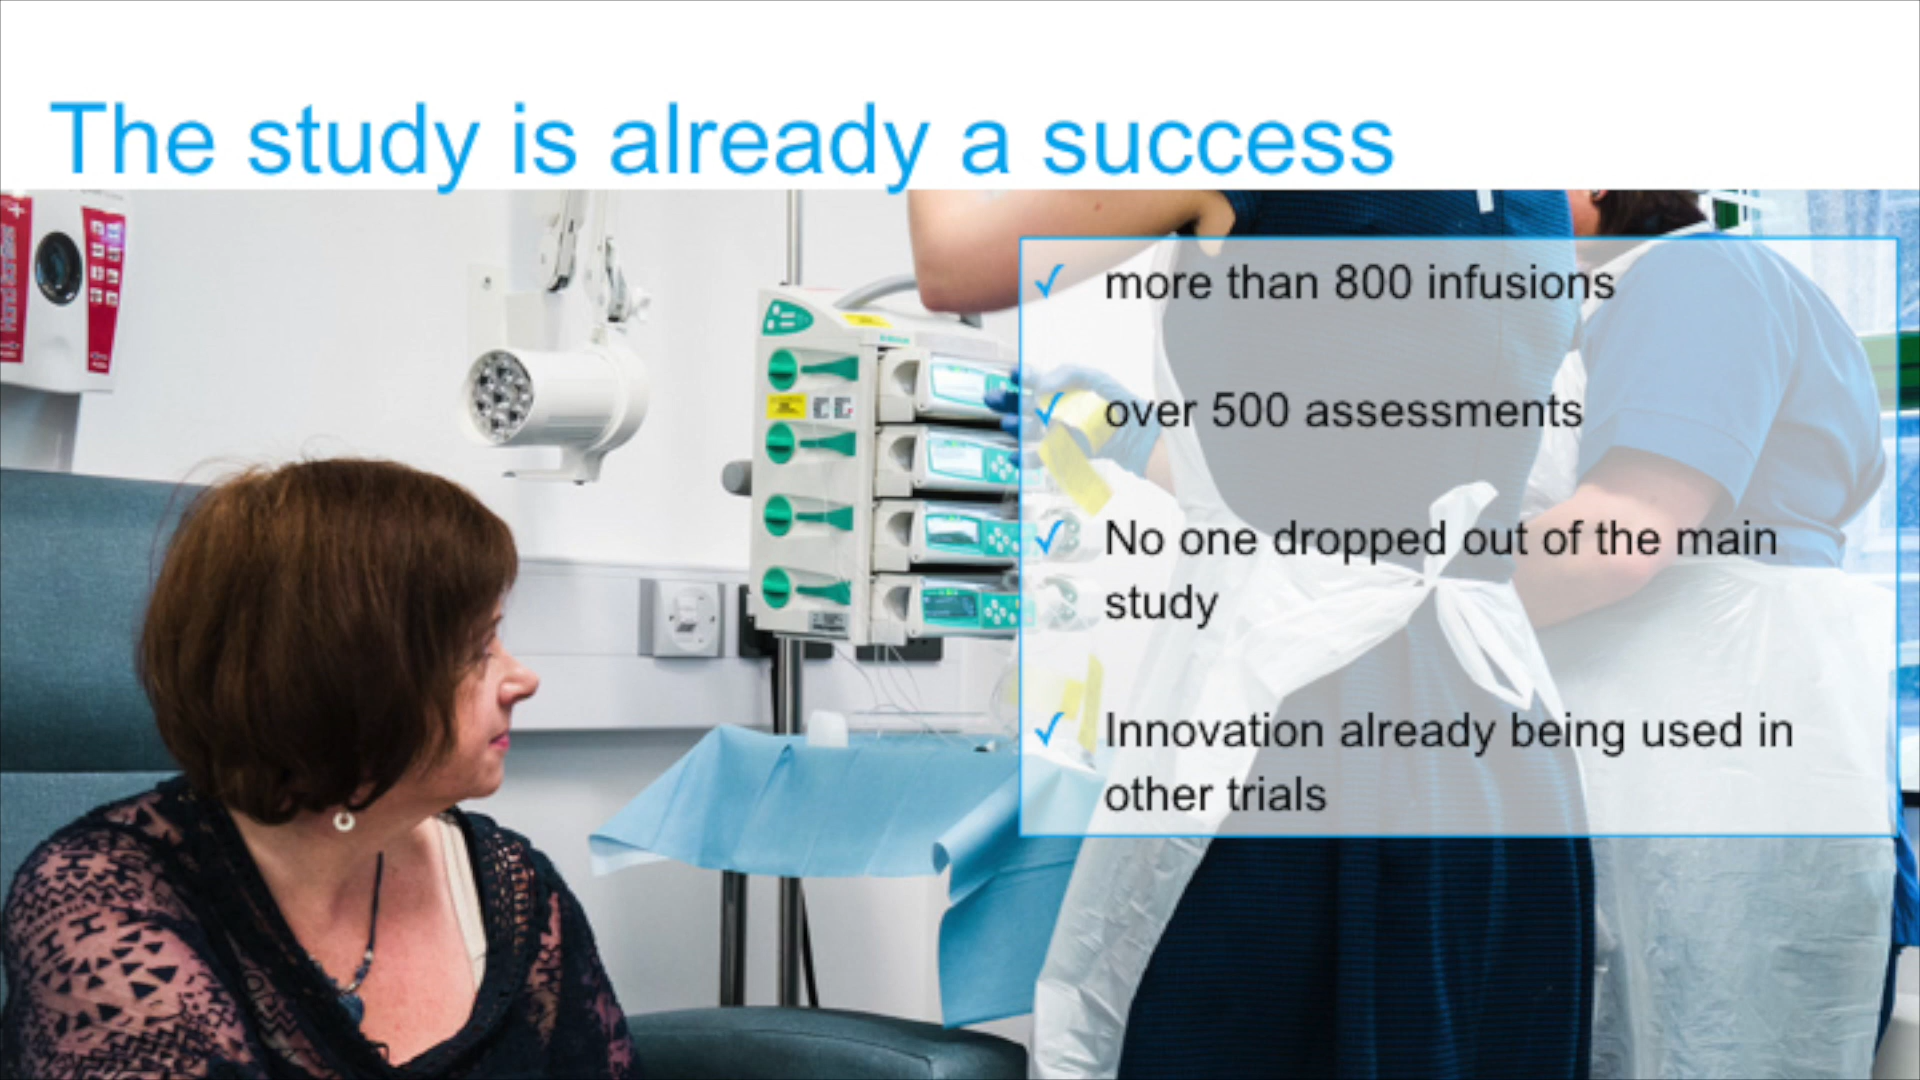 The study is already a success
✓ more than 800 infusions
✓ over 500 assessments
✓ No one dropped out of the main
study
✓ Innovation already being used in
other trials